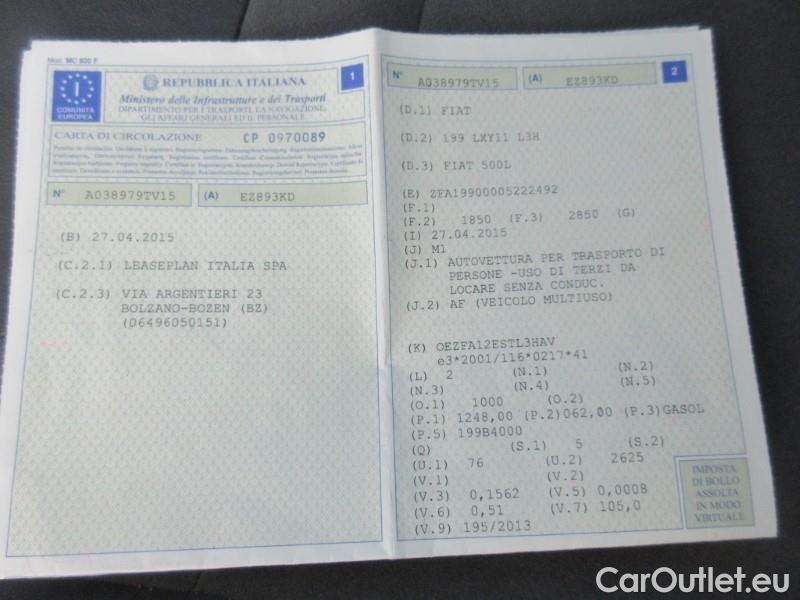 Mod. MC 820 F
I
COMUNITÀ
EUROPEA
REPUBBLICA ITALIANA
Ministero delle Infrastrutture e dei Trasporti
DIPARTIMENTO PER I TRASPORTI, LA NAVIGAZIONE,
GLI AFFARI GENERALI ED IL PERSONALE
1
CARTA DI CIRCOLAZIONE CP 0970089
N° A038979TV15 (A) EZ893KD
(B) 27.04.2015
(C.2.1) LEASEPLAN ITALIA SPA
(C.2.3) VIA ARGENTIERI 23
BOLZANO-BOZEN (BZ)
(06496050151)
N° A038979TV15 (A) EZ893KD
2
(D.1) FIAT
(D.2) 199 LXY11 L3H
(D.3) FIAT 500L
(E) ZFA19900005222492
(F.1)
(F.2) 1850 (F.3) 2850 (G)
(I) 27.04.2015
(J) M1
(J.1) AUTOVETTURA PER TRASPORTO DI
PERSONE -USO DI TERZI DA
LOCARE SENZA CONDUC.
(J.2) AF (VEICOLO MULTIUSO)
(K) OEZFA12ESTL3HAV
e3*2001/116*0217*41
(L) 2 (N.1) (N.2)
(N.3) (N.4) (N.5)
(O.1) 1000 (O.2)
(P.1) 1248,00 (P.2)062,00 (P.3)GASOL
(P.5) 199B4000
(Q) (S.1) 5 (S.2)
(U.1) 76 (U.2) 2625
(V.1) (V.2)
(V.3) 0,1562 (V.5) 0,0008
(V.6) 0,51 (V.7) 105,0
(V.9) 195/2013
IMPOSTA
DI BOLLO
ASSOLTA
IN MODO
VIRTUALE
CarOutlet.eu